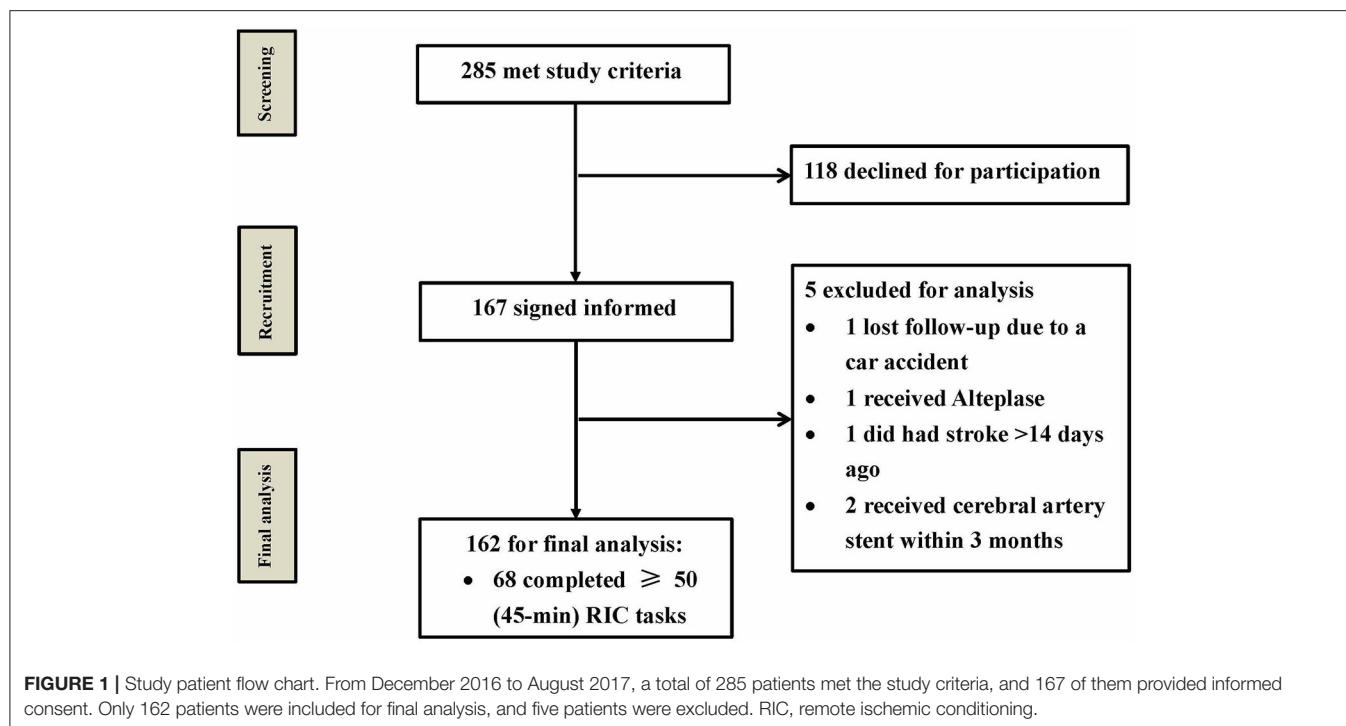 Screening
285 met study criteria
118 declined for participation
Recruitment
167 signed informed
5 excluded for analysis
• 1 lost follow-up due to a
car accident
• 1 received Alteplase
• 1 did had stroke >14 days
ago
• 2 received cerebral artery
stent within 3 months
Final analysis
162 for final analysis:
• 68 completed ⩾ 50
(45-min) RIC tasks
FIGURE 1 | Study patient flow chart. From December 2016 to August 2017, a total of 285 patients met the study criteria, and 167 of them provided informed
consent. Only 162 patients were included for final analysis, and five patients were excluded. RIC, remote ischemic conditioning.